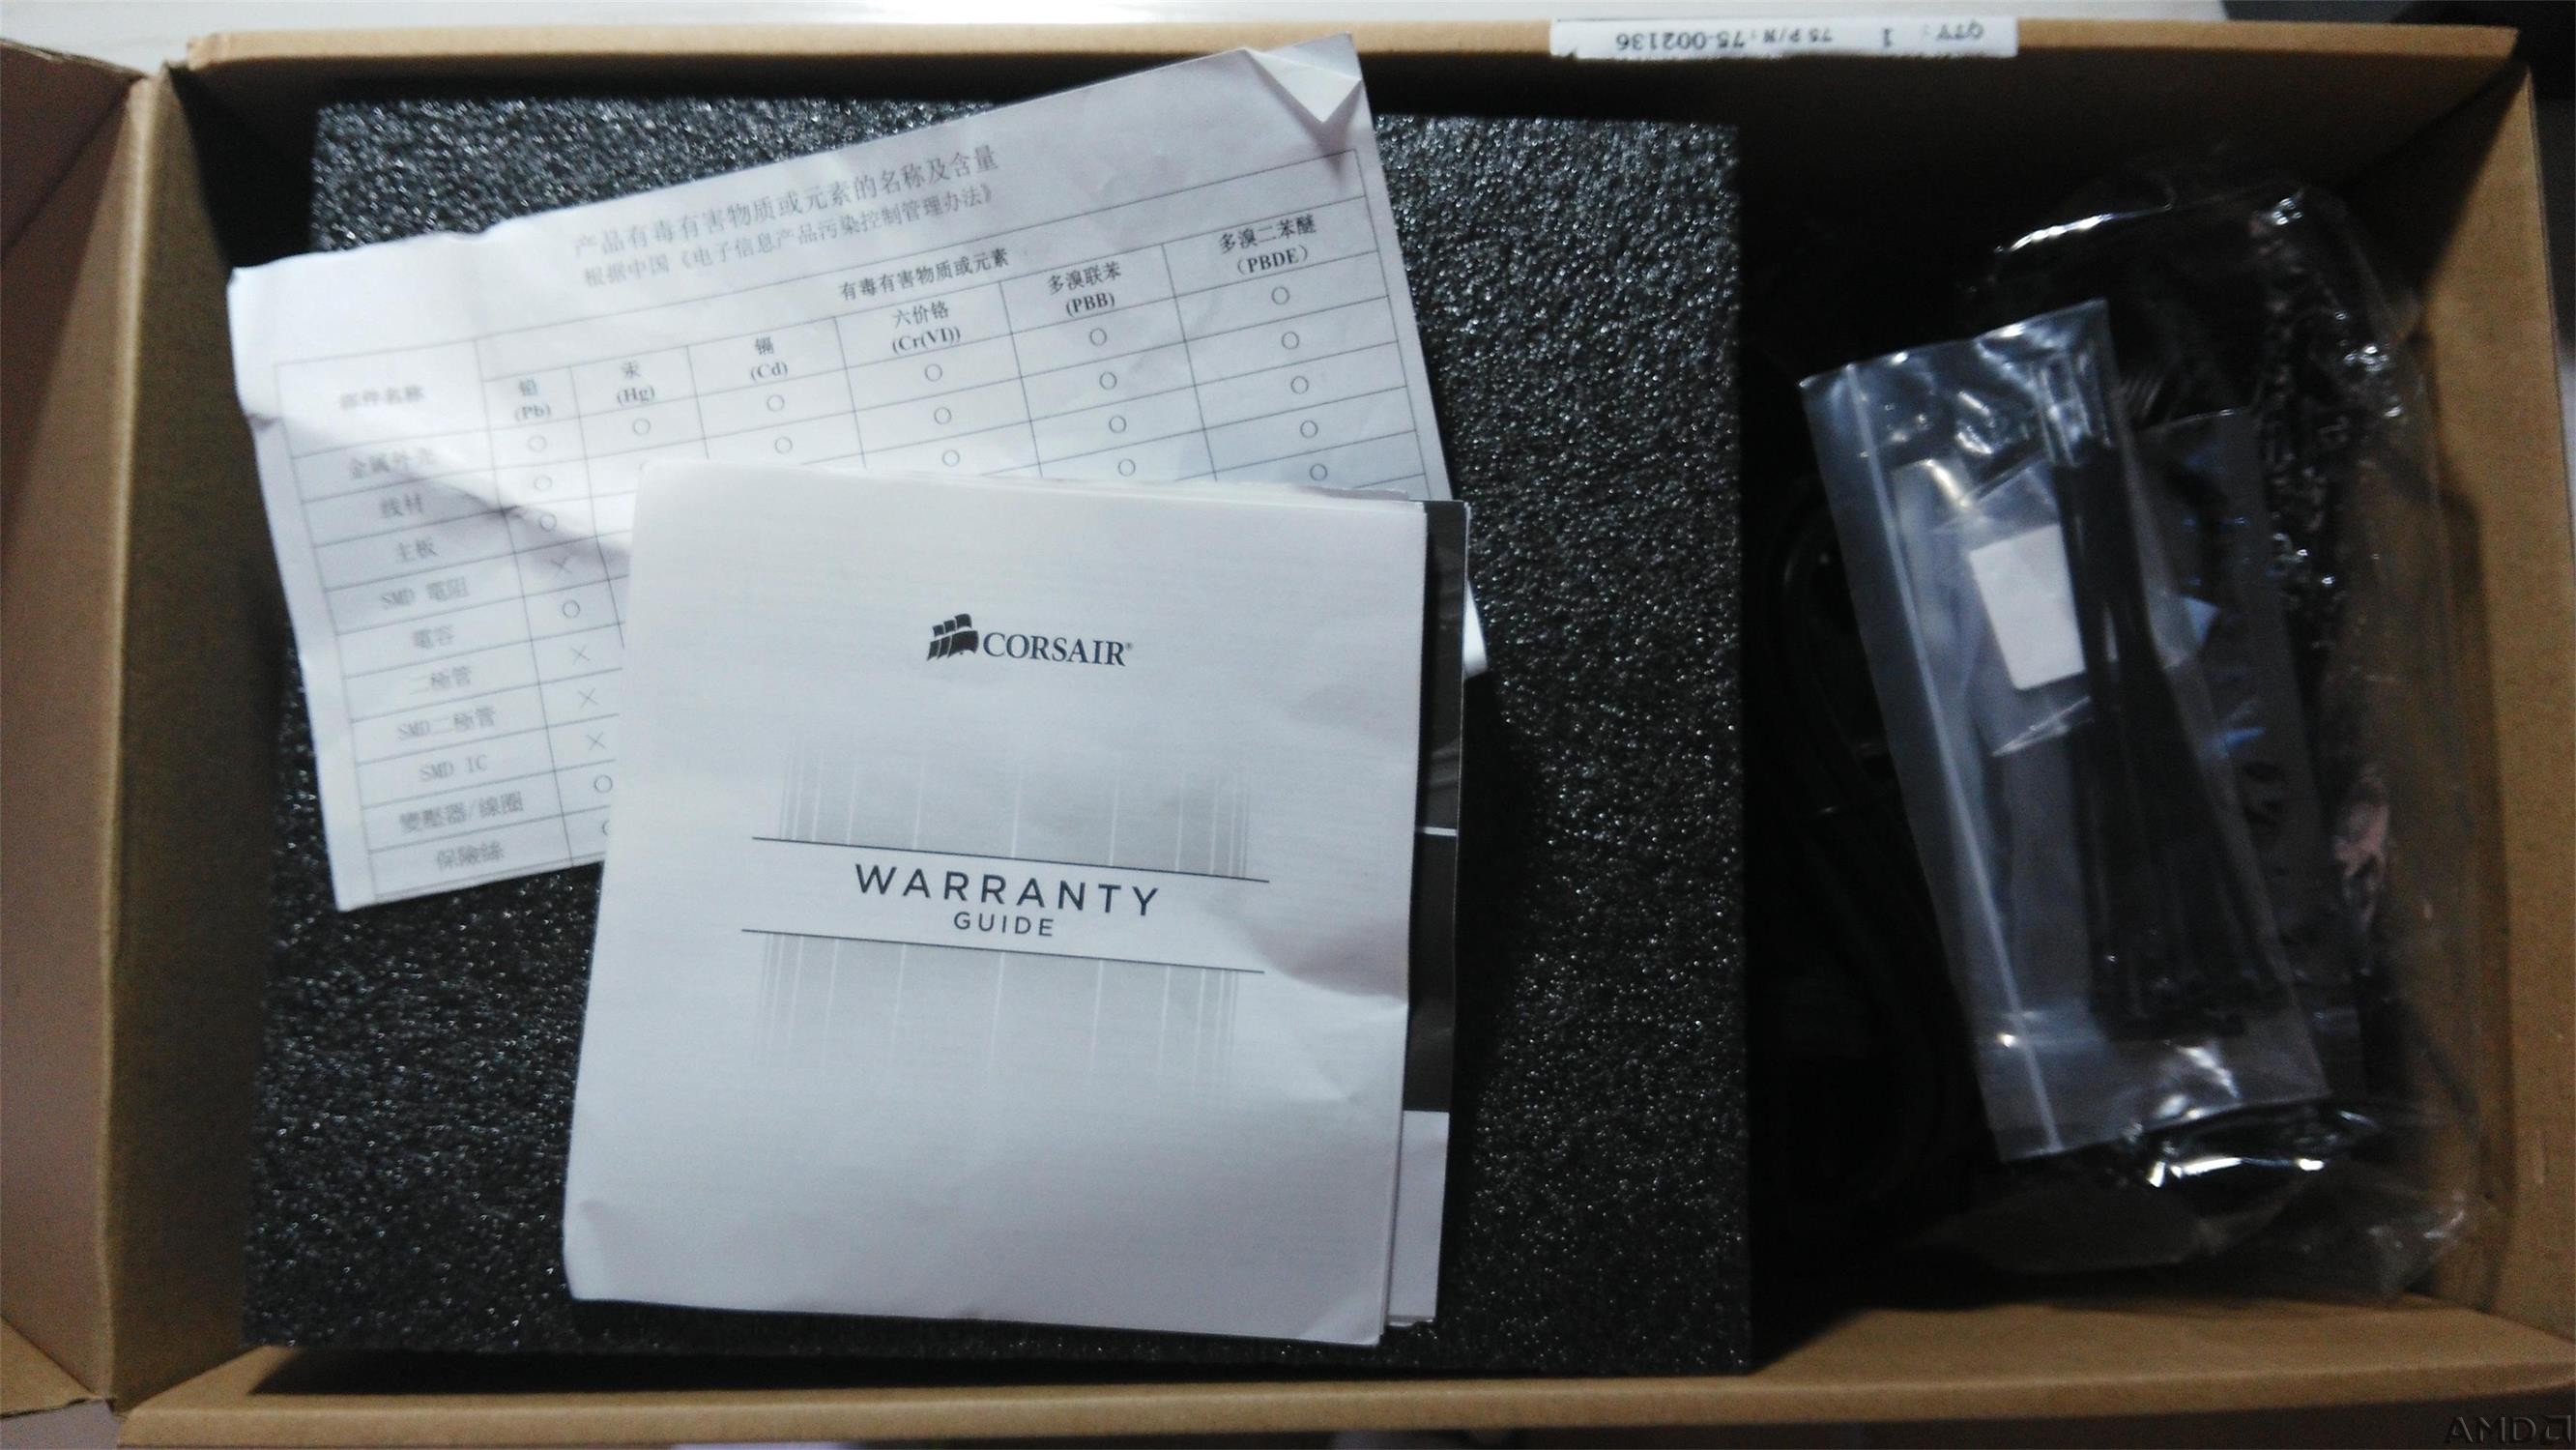 QTY: 1 75 P/N: 75-002136
产品有毒有害物质或元素的名称及含量
根据中国《电子信息产品污染控制管理办法》
部件名称 有毒有害物质或元素
铅 (Pb) 汞 (Hg) 镉 (Cd) 六价铬 (Cr(VI)) 多溴联苯 (PBB) 多溴二苯醚 (PBDE)
金属外壳 ○ ○ ○ ○ ○ ○
线材 ○ ○ ○ ○ ○
主板 ○ ○ ○ ○
SMD 電阻 × ○ ○
電容 ○ ○
二極管 ×
SMD二極管 ×
SMD IC ×
變壓器/線圈 ○
保險絲
CORSAIR®
WARRANTY
GUIDE
AMD